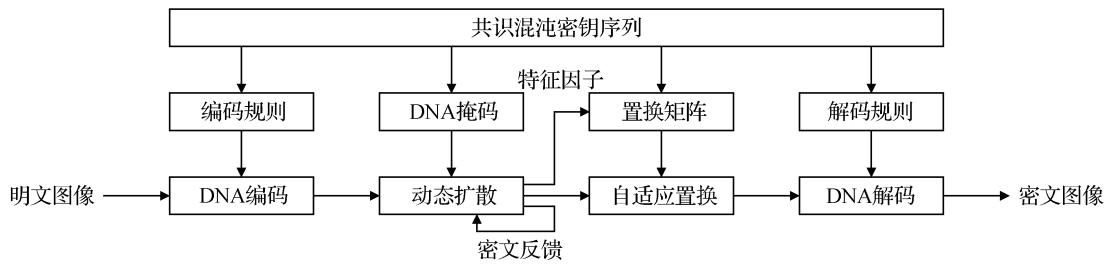 共识混沌密钥序列
特征因子
编码规则
DNA掩码
置换矩阵
解码规则
明文图像
DNA编码
动态扩散
自适应置换
DNA解码
密文图像
密文反馈